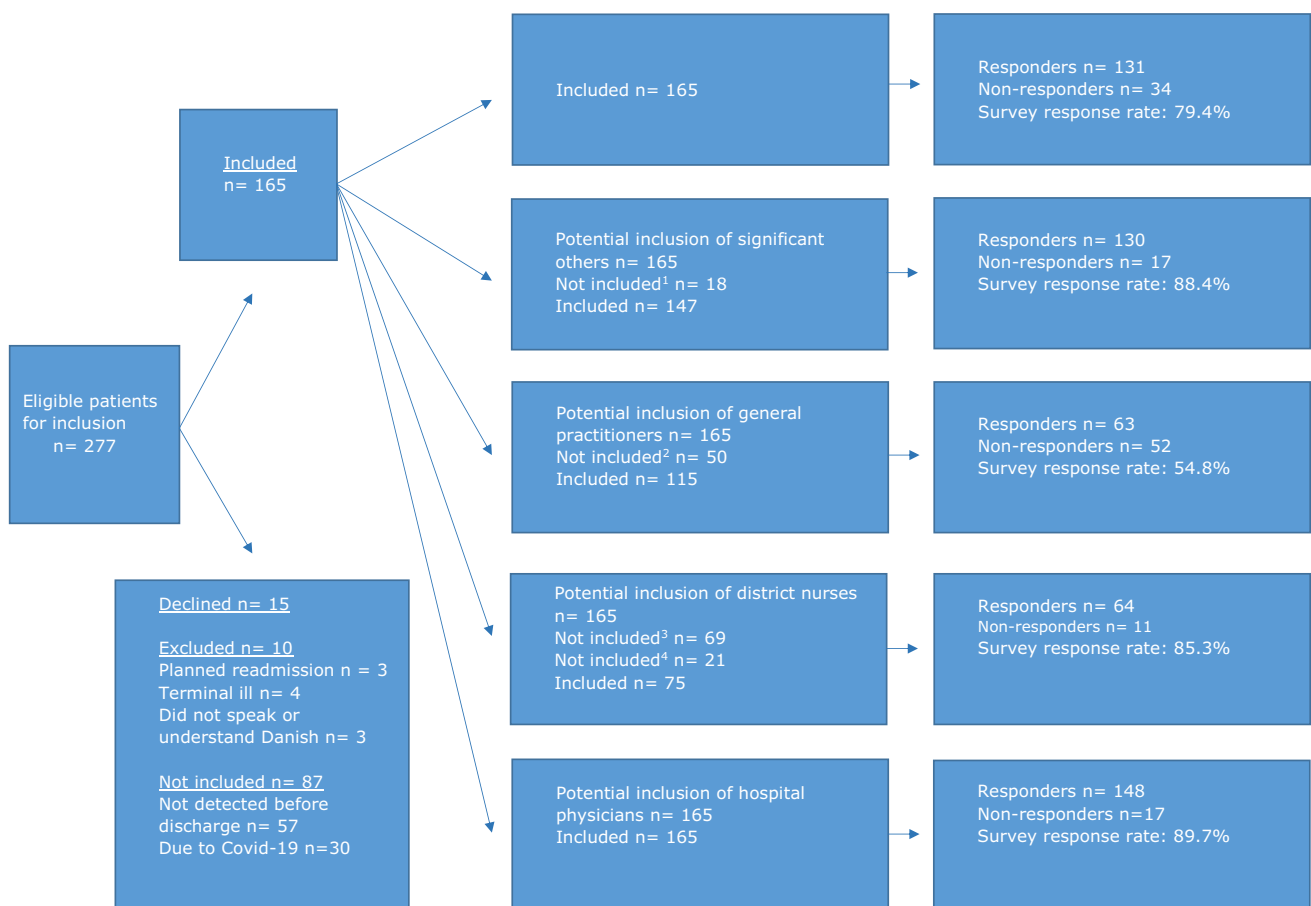 Eligible patients
for inclusion
n= 277
Included
n= 165
Declined n= 15
Excluded n= 10
Planned readmission n = 3
Terminal ill n= 4
Did not speak or
understand Danish n= 3
Not included n= 87
Not detected before
discharge n= 57
Due to Covid-19 n=30
Included n= 165
Responders n= 131
Non-responders n= 34
Survey response rate: 79.4%
Potential inclusion of significant
others n= 165
Not included¹ n= 18
Included n= 147
Responders n= 130
Non-responders n= 17
Survey response rate: 88.4%
Potential inclusion of general
practitioners n= 165
Not included² n= 50
Included n= 115
Responders n= 63
Non-responders n= 52
Survey response rate: 54.8%
Potential inclusion of district nurses
n= 165
Not included³ n= 69
Not included⁴ n= 21
Included n= 75
Responders n= 64
Non-responders n= 11
Survey response rate: 85.3%
Potential inclusion of hospital
physicians n= 165
Included n= 165
Responders n= 148
Non-responders n=17
Survey response rate: 89.7%